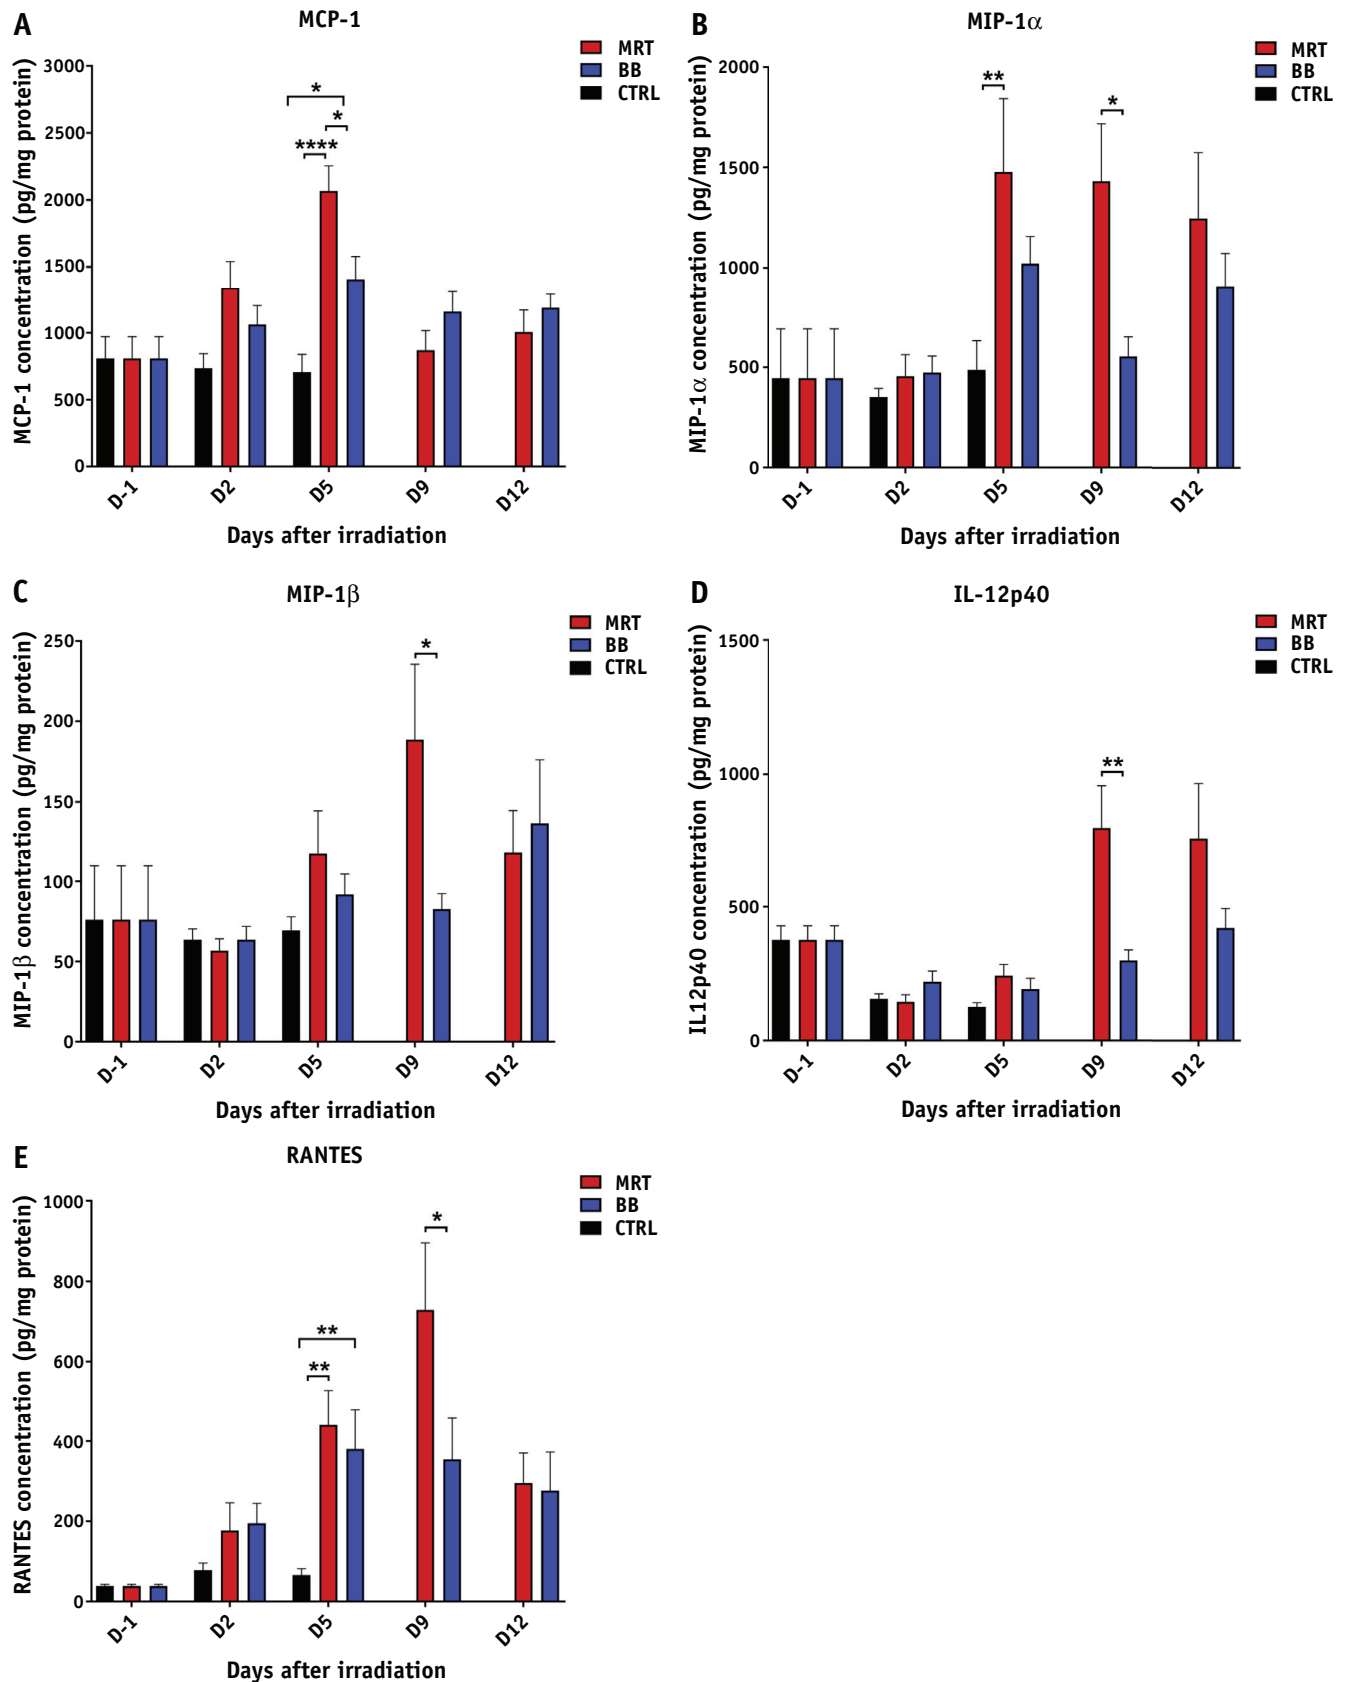 A
MCP-1
MRT
BB
CTRL
MCP-1 concentration (pg/mg protein)
3000
2500
2000
1500
1000
500
0
*
*
****
D-1
D2
D5
D9
D12
Days after irradiation
B
MIP-1α
MRT
BB
CTRL
MIP-1α concentration (pg/mg protein)
2000
1500
1000
500
0
**
*
D-1
D2
D5
D9
D12
Days after irradiation
C
MIP-1β
MRT
BB
CTRL
MIP-1β concentration (pg/mg protein)
250
200
150
100
50
0
*
D-1
D2
D5
D9
D12
Days after irradiation
D
IL-12p40
MRT
BB
CTRL
IL12p40 concentration (pg/mg protein)
1500
1000
500
0
**
D-1
D2
D5
D9
D12
Days after irradiation
E
RANTES
MRT
BB
CTRL
RANTES concentration (pg/mg protein)
1000
800
600
400
200
0
**
**
*
D-1
D2
D5
D9
D12
Days after irradiation